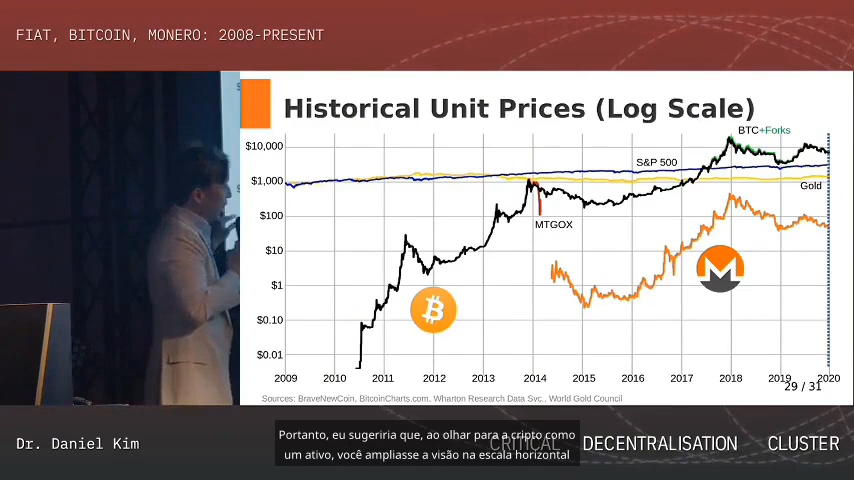 FIAT, BITCOIN, MONERO: 2008-PRESENT
Historical Unit Prices (Log Scale)
BTC+Forks
$10,000
S&P 500
$1,000
Gold
$100
MTGOX
$10
$1
$0.10
$0.01
2009 2010 2011 2012 2013 2014 2015 2016 2017 2018 2019 2020
29 / 31
Sources: BraveNewCoin, BitcoinCharts.com, Wharton Research Data Svc., World Gold Council
Dr. Daniel Kim
CRITICAL DECENTRALISATION CLUSTER
Portanto, eu sugeriria que, ao olhar para a cripto como
um ativo, você ampliasse a visão na escala horizontal